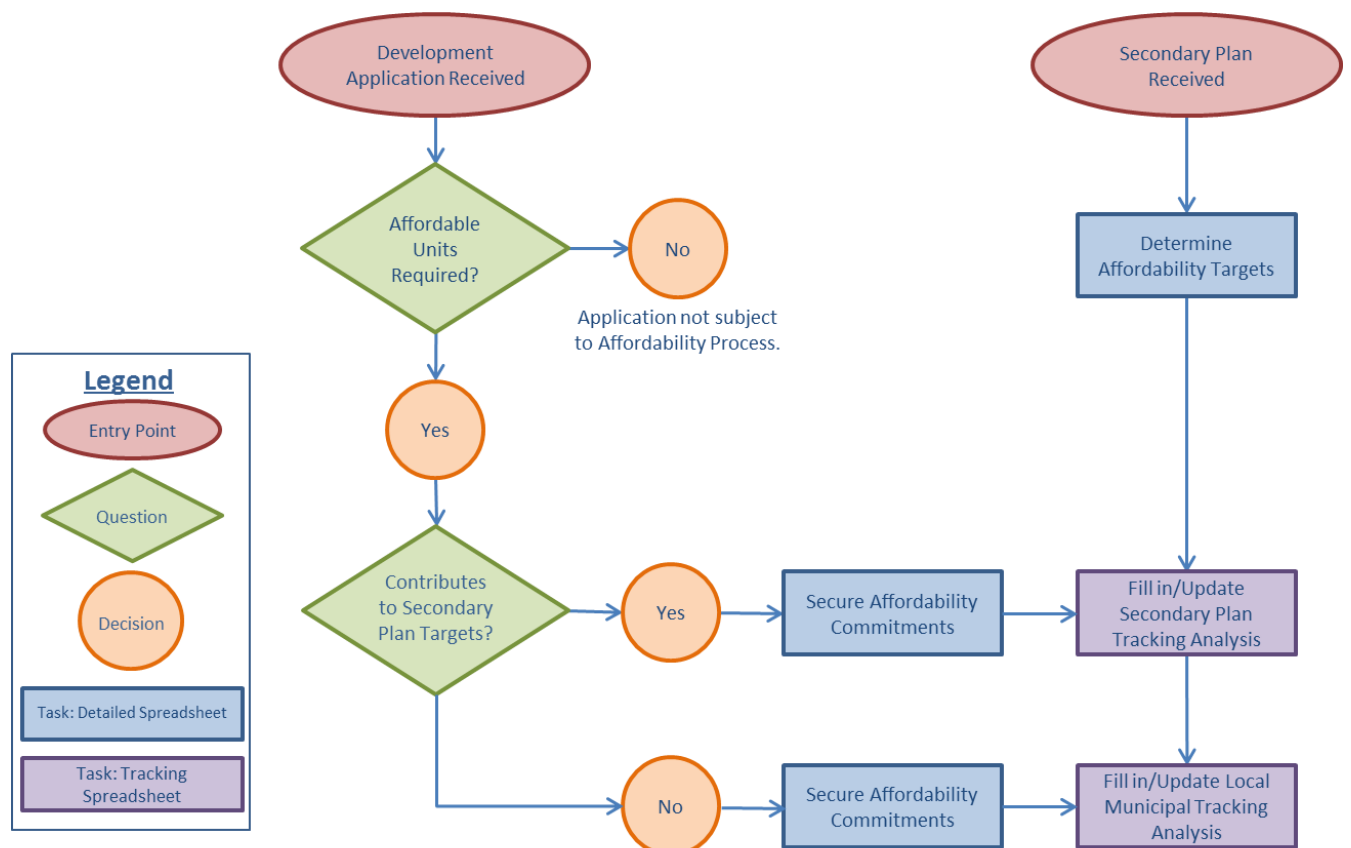 Development
Application Received
Secondary Plan
Received
Affordable
Units
Required?
No
Application not subject
to Affordability Process.
Determine
Affordability Targets
Yes
Contributes
to Secondary
Plan Targets?
Yes
Secure Affordability
Commitments
Fill in/Update
Secondary Plan
Tracking Analysis
No
Secure Affordability
Commitments
Fill in/Update Local
Municipal Tracking
Analysis
Legend
Entry Point
Question
Decision
Task: Detailed Spreadsheet
Task: Tracking
Spreadsheet